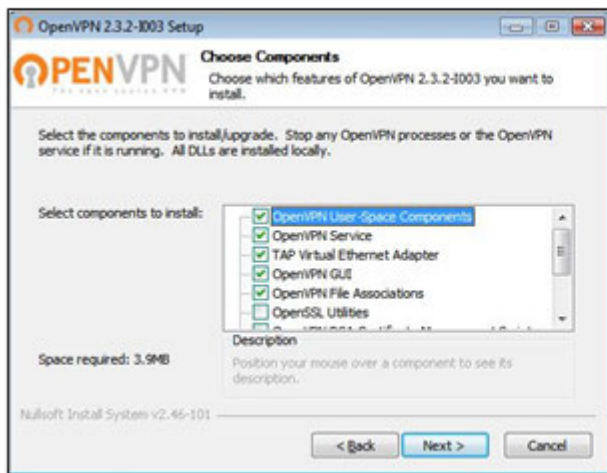 OpenVPN 2.3.2-I003 Setup
OPENVPN
Choose Components
Choose which features of OpenVPN 2.3.2-I003 you want to
install.
Select the components to install/upgrade. Stop any OpenVPN processes or the OpenVPN
service if it is running. All DLLs are installed locally.
Select components to install:
OpenVPN User-Space Components
OpenVPN Service
TAP Virtual Ethernet Adapter
OpenVPN GUI
OpenVPN File Associations
OpenSSL Utilities
Description
Space required: 3.9MB
Position your mouse over a component to see its
description.
Nullsoft Install System v2.46-101
< Back
Next >
Cancel